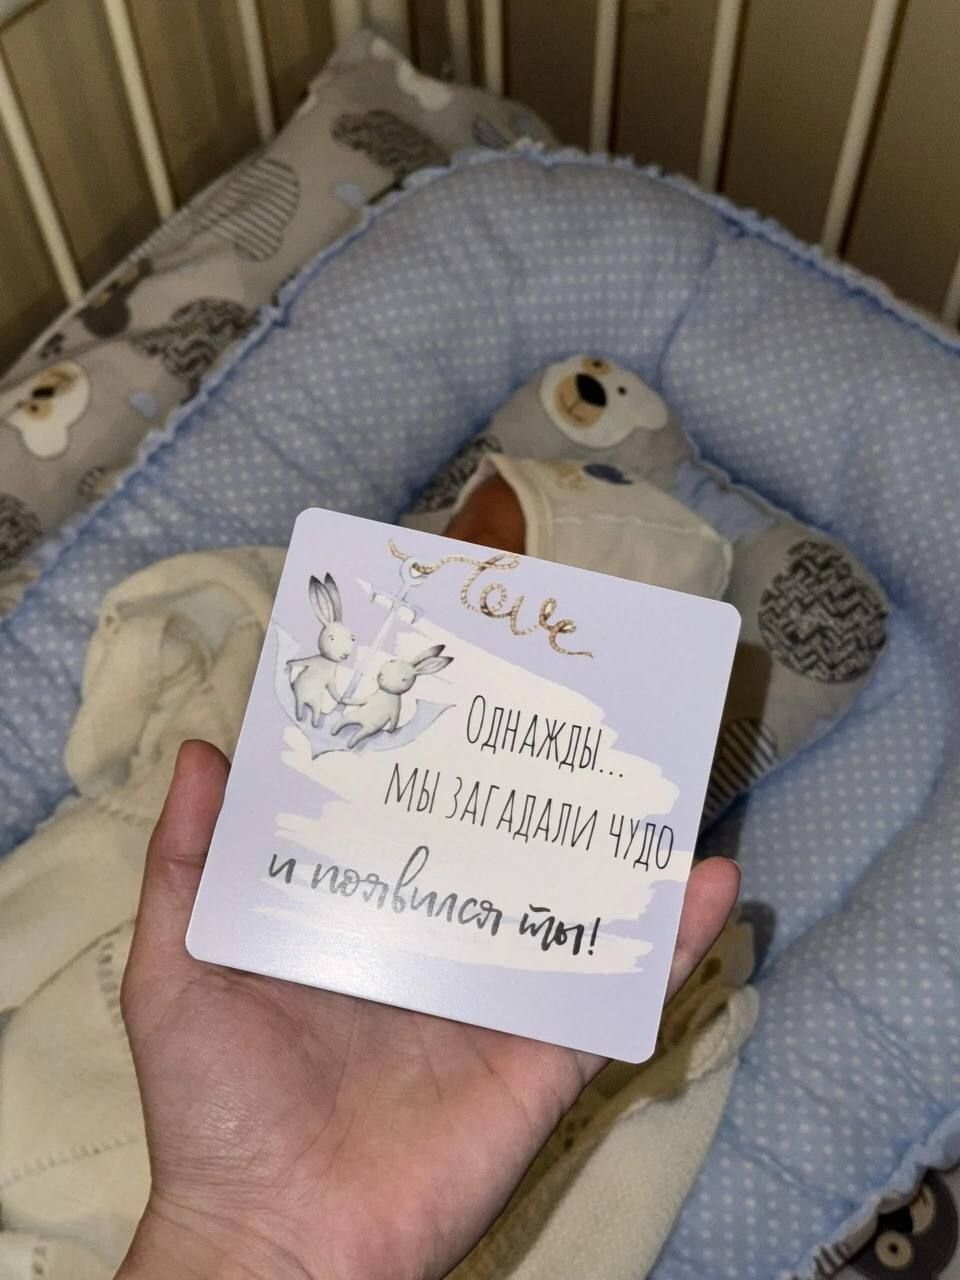 love
Однажды...
мы загадали чудо
и появился ты!